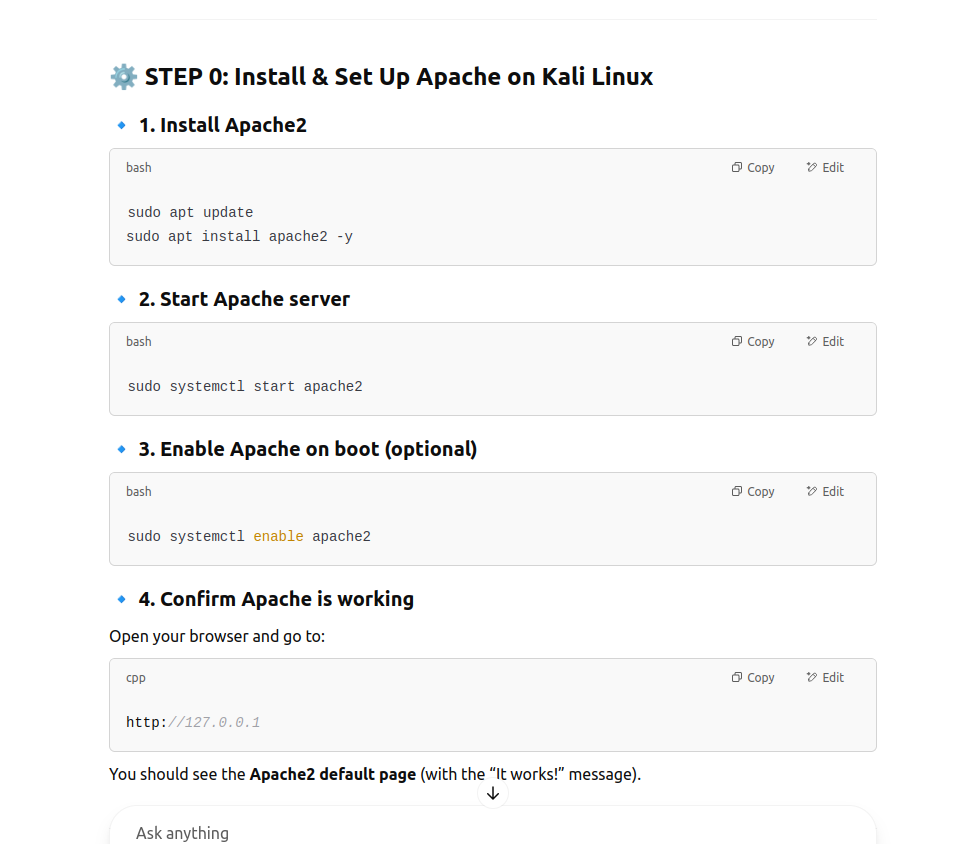 ⚙️ STEP 0: Install & Set Up Apache on Kali Linux
🔹 1. Install Apache2
bash Copy Edit
sudo apt update
sudo apt install apache2 -y
🔹 2. Start Apache server
bash Copy Edit
sudo systemctl start apache2
🔹 3. Enable Apache on boot (optional)
bash Copy Edit
sudo systemctl enable apache2
🔹 4. Confirm Apache is working
Open your browser and go to:
cpp Copy Edit
http://127.0.0.1
You should see the Apache2 default page (with the “It works!” message).
Ask anything